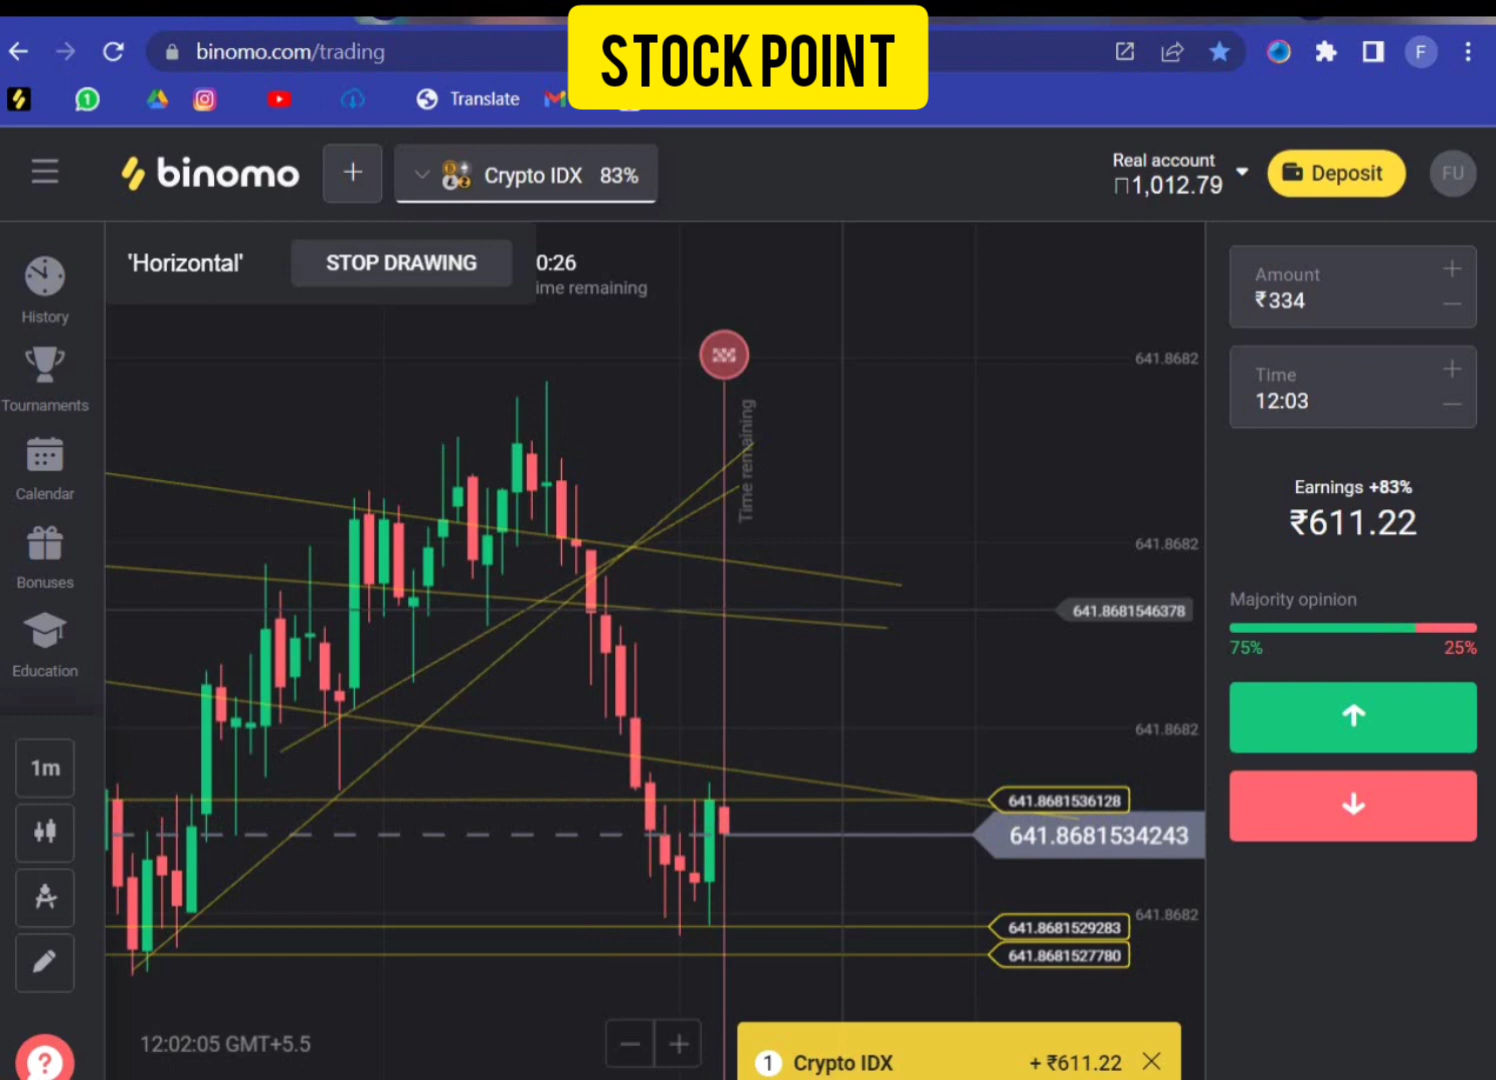 STOCK POINT
binomo.com/trading
F
1
Translate
binomo
+
Crypto IDX 83%
Real account
1,012.79
Deposit
FU
'Horizontal'
STOP DRAWING
0:26
ime remaining
History
Tournaments
Calendar
Bonuses
Education
1m
Time remaining
641.8682
641.8682
641.8681546378
641.8682
641.8681536128
641.8681534243
641.8682
641.8681529283
641.8681527780
Amount
₹334
Time
12:03
Earnings +83%
₹611.22
Majority opinion
75% 25%
12:02:05 GMT+5.5
?
1 Crypto IDX + ₹611.22